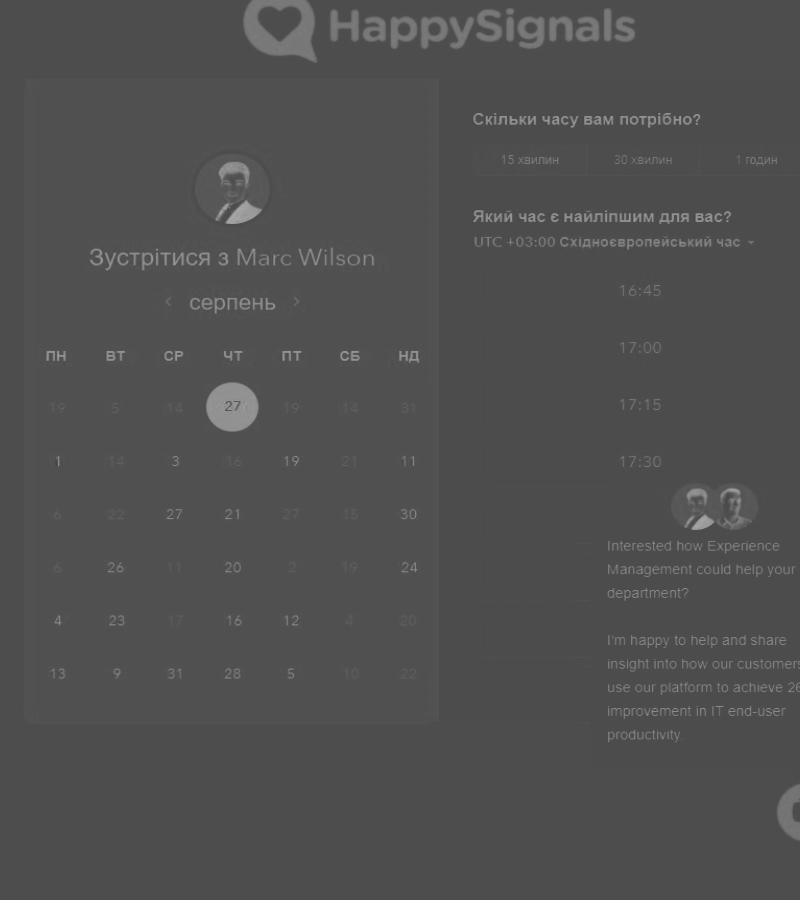 HappySignals
Зустрітися з Marc Wilson
серпень
ПН ВТ СР ЧТ ПТ СБ НД
19 5 14 27 19 14 31
1 14 3 16 19 21 11
6 22 27 21 27 15 30
6 26 11 20 2 19 24
4 23 17 16 12 4 20
13 9 31 28 5 10 22
Скільки часу вам потрібно?
15 хвилин 30 хвилин 1 годин
Який час є найліпшим для вас?
UTC +03:00 Східноєвропейський час
16:45
17:00
17:15
17:30
Interested how Experience
Management could help your
department?
I'm happy to help and share
insight into how our customers
use our platform to achieve 26
improvement in IT end-user
productivity.